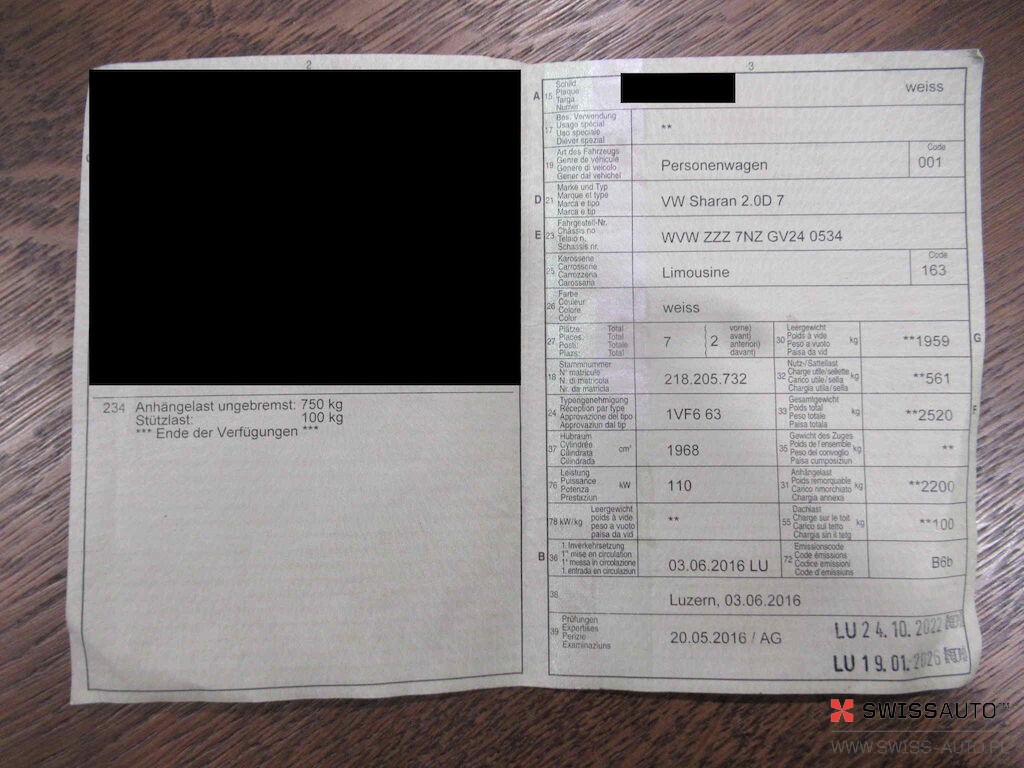 2
234 Anhängelast ungebremst: 750 kg
Stützlast: 100 kg
*** Ende der Verfügungen ***
3
A 15 Schild
Plaque
Targa
Numer
weiss
17 Bes. Verwendung
Usage spécial
Uso speciale
Diever spezial
**
19 Art des Fahrzeugs
Genre de véhicule
Genere di veicolo
Gener dal vehichel
Personenwagen
Code
001
D 21 Marke und Typ
Marque et type
Marca e tipo
Marca e tip
VW Sharan 2.0D 7
E 23 Fahrgestell-Nr.
Châssis no
Telaio n.
Schassis nr.
WVW ZZZ 7NZ GV24 0534
25 Karosserie
Carrosserie
Carrozzeria
Carossaria
Limousine
Code
163
26 Farbe
Couleur
Colore
Colur
weiss
27 Plätze: Total
Places: Total
Posti: Totale
Plazs: Total
7 ( 2 vorne)
avant)
anteriori)
davant)
30 Leergewicht
Poids à vide
Peso a vuoto
Paisa da vid
kg
**1959
G
18 Stammnummer
N° matricule
N. di matricola
Nr. da matricla
218.205.732
32 Nutz-/Sattellast
Charge utile/sellette
Carico utile/sella
Chargia utila/sella
kg
**561
24 Typengenehmigung
Réception par type
Approvazione del tipo
Approvaziun dal tip
1VF6 63
33 Gesamtgewicht
Poids total
Peso totale
Paisa totala
kg
**2520
F
37 Hubraum
Cylindrée
Cilindrata
Cilindrada
cm³
1968
35 Gewicht des Zuges
Poids de l'ensemble
Peso del convoglio
Paisa cumposiziun
kg
**
76 Leistung
Puissance
Potenza
Prestaziun
kW
110
31 Anhängelast
Poids remorquable
Carico rimorchiato
Chargia annexa
kg
**2200
78 kW/kg Leergewicht
poids à vide
peso a vuoto
paisa da vid
**
55 Dachlast
Charge sur le toit
Carico sul tetto
Chargia sin il tetg
kg
**100
B 36 1. Inverkehrsetzung
1re mise en circulation
1a messa in circolazione
1. entrada en circulaziun
03.06.2016 LU
72 Emissionscode
Code émissions
Codice emissioni
Code d'emissiuns
B6b
38
Luzern, 03.06.2016
39 Prüfungen
Expertises
Perizie
Examinaziuns
20.05.2016 / AG
LU 24.10.2022
LU 19.01.2026
SWISSAUTO
WWW.SWISS-AUTO.PL